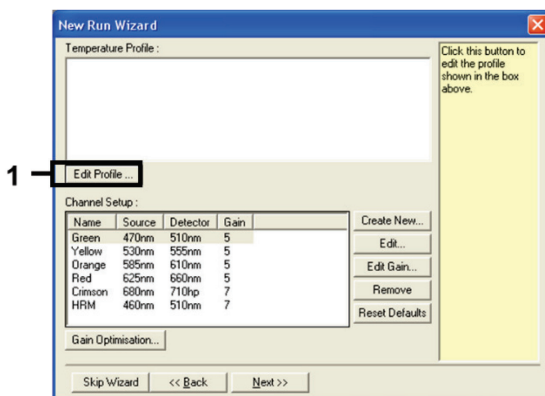 New Run Wizard
Temperature Profile :
Click this button to
edit the profile
shown in the box
above.
1
Edit Profile ...
Channel Setup :
Name Source Detector Gain
Green 470nm 510nm 5
Yellow 530nm 555nm 5
Orange 585nm 610nm 5
Red 625nm 660nm 5
Crimson 680nm 710hp 7
HRM 460nm 510nm 7
Create New...
Edit...
Edit Gain...
Remove
Reset Defaults
Gain Optimisation...
Skip Wizard
<< Back
Next >>